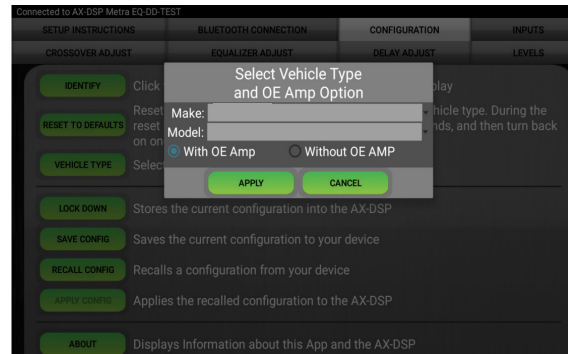 Connected to AX-DSP Metra EQ-DD-TEST
SETUP INSTRUCTIONS BLUETOOTH CONNECTION CONFIGURATION INPUTS
CROSSOVER ADJUST EQUALIZER ADJUST DELAY ADJUST LEVELS
Select Vehicle Type
and OE Amp Option
Make:
Model:
With OE Amp Without OE AMP
APPLY CANCEL
IDENTIFY Click play
RESET TO DEFAULTS Reset hicle type. During the
reset nds, and then turn back
on on
VEHICLE TYPE Select
LOCK DOWN Stores the current configuration into the AX-DSP
SAVE CONFIG Saves the current configuration to your device
RECALL CONFIG Recalls a configuration from your device
APPLY CONFIG Applies the recalled configuration to the AX-DSP
ABOUT Displays Information about this App and the AX-DSP